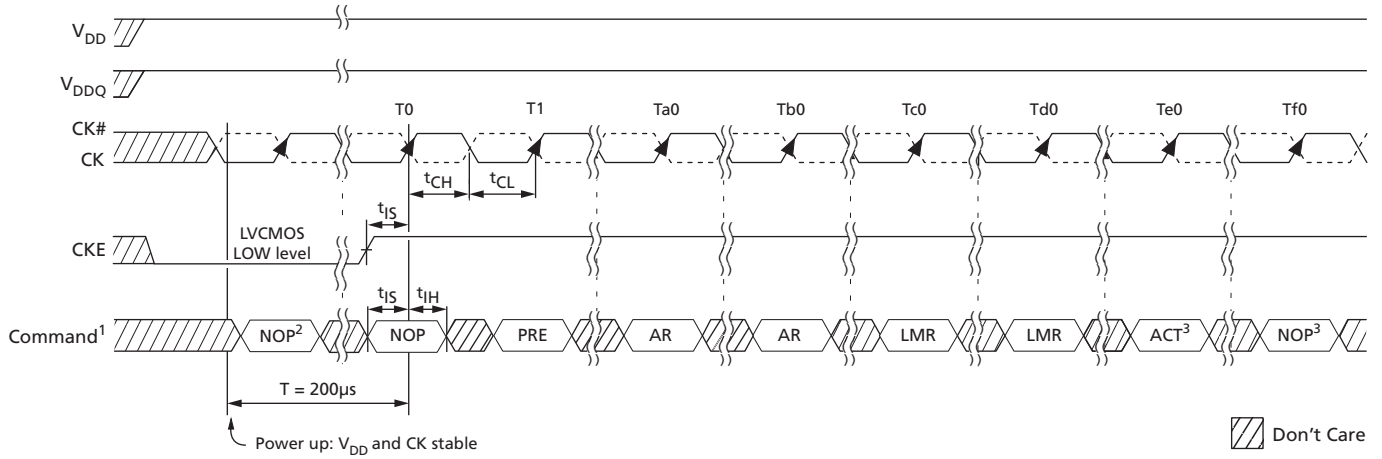 VDD
VDDQ
T0 T1 Ta0 Tb0 Tc0 Td0 Te0 Tf0
CK#
CK
tCH tCL
tIS
LVCMOS
LOW level
CKE
tIS tIH
Command1 NOP2 NOP PRE AR AR LMR LMR ACT3 NOP3
T = 200µs
Power up: VDD and CK stable
Don't Care